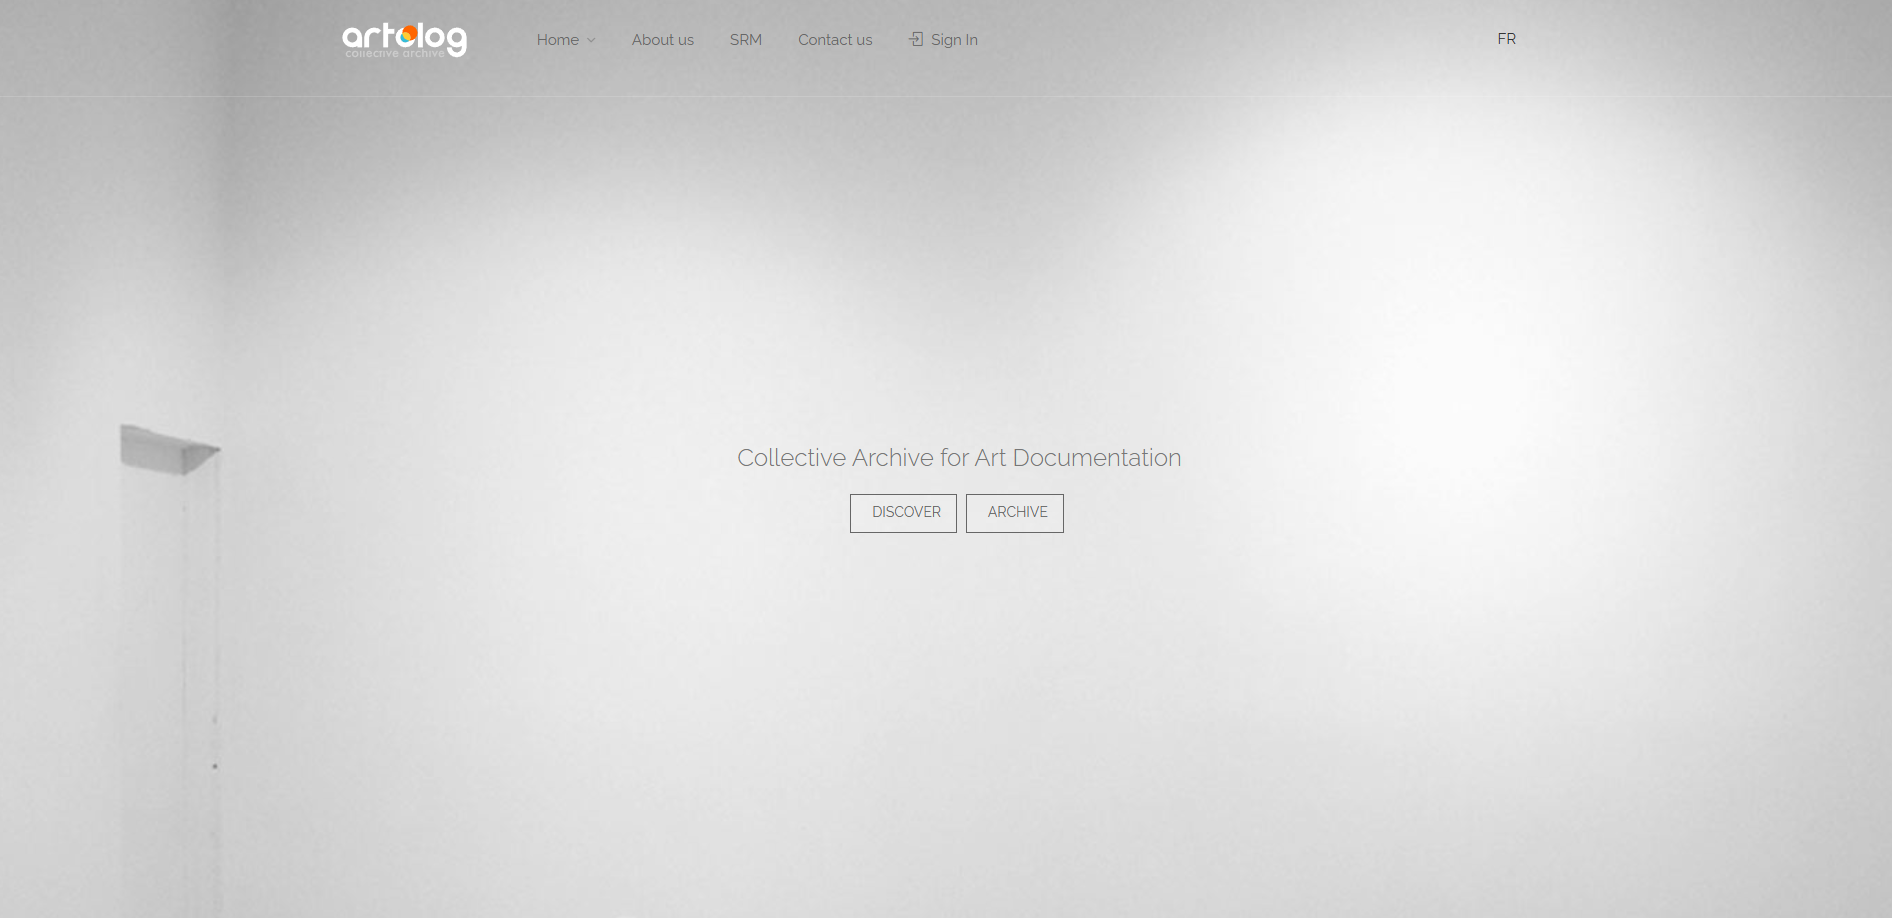 artolog
collective archive
Home
About us
SRM
Contact us
Sign In
FR
Collective Archive for Art Documentation
DISCOVER
ARCHIVE